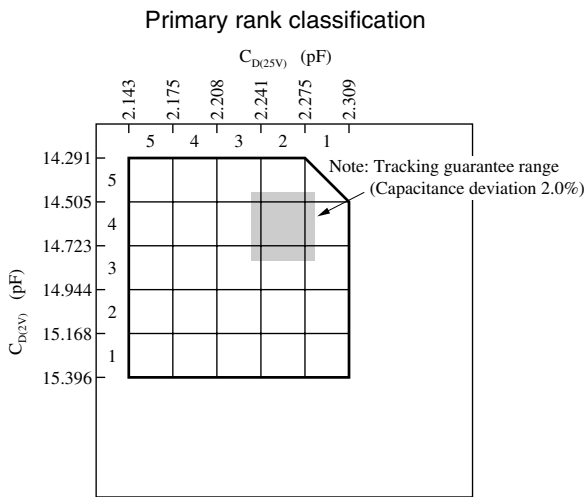 Primary rank classification
C_D(25V) (pF)
2.143 2.175 2.208 2.241 2.275 2.309
5 4 3 2 1
14.291
5
14.505
4
14.723
3
14.944
2
15.168
1
15.396
C_D(2V) (pF)
Note: Tracking guarantee range
(Capacitance deviation 2.0%)